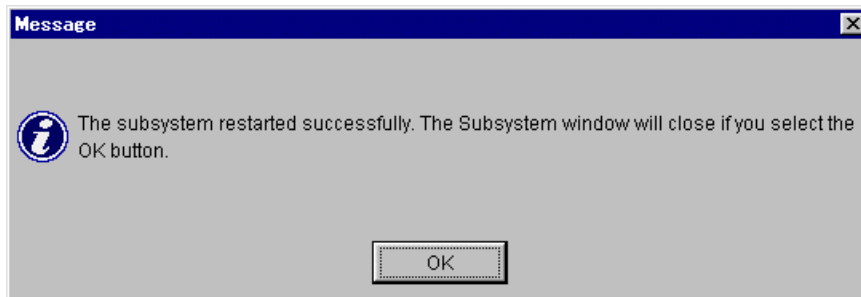 Message
The subsystem restarted successfully. The Subsystem window will close if you select the
OK button.
OK